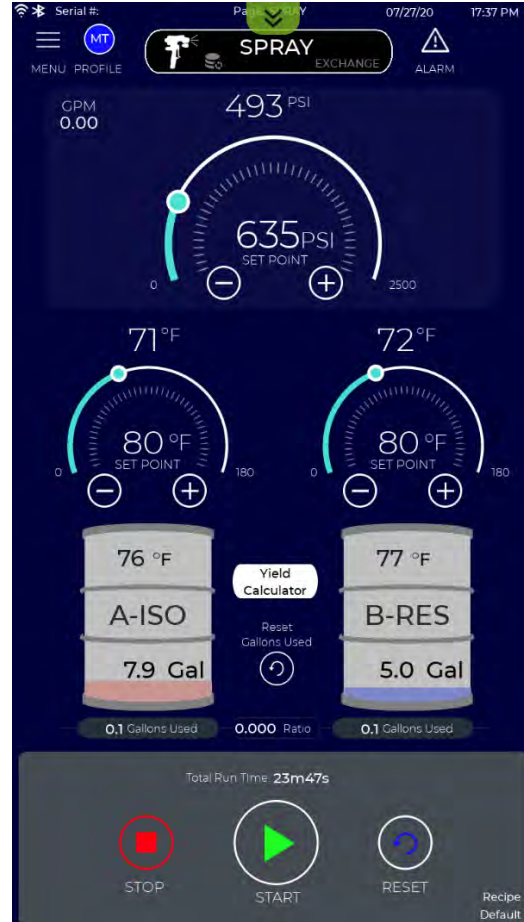 Serial #:
07/27/20
17:37 PM
MENU
MT
PROFILE
SPRAY
EXCHANGE
ALARM
GPM
0.00
493 PSI
635PSI
SET POINT
0
2500
71°F
72°F
80 °F
SET POINT
0
180
80 °F
SET POINT
0
180
76 °F
A-ISO
7.9 Gal
Yield
Calculator
Reset
Gallons Used
77 °F
B-RES
5.0 Gal
0.1 Gallons Used
0.000 Ratio
0.1 Gallons Used
Total Run Time: 23m47s
STOP
START
RESET
Recipe
Default